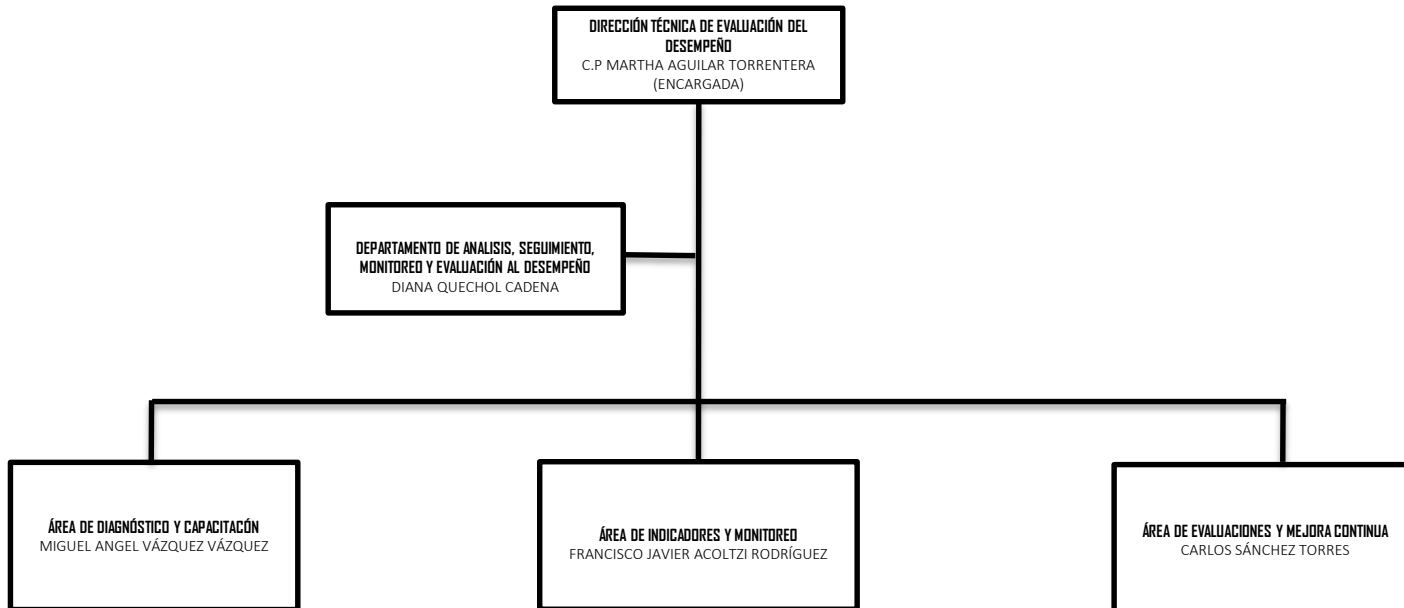 DIRECCIÓN TÉCNICA DE EVALUACIÓN DEL
DESEMPEÑO
C.P MARTHA AGUILAR TORRENTERA
(ENCARGADA)
DEPARTAMENTO DE ANALISIS, SEGUIMIENTO,
MONITOREO Y EVALUACIÓN AL DESEMPEÑO
DIANA QUECHOL CADENA
ÁREA DE DIAGNÓSTICO Y CAPACITACÓN
MIGUEL ANGEL VÁZQUEZ VÁZQUEZ
ÁREA DE INDICADORES Y MONITOREO
FRANCISCO JAVIER ACOLTZI RODRÍGUEZ
ÁREA DE EVALUACIONES Y MEJORA CONTINUA
CARLOS SÁNCHEZ TORRES